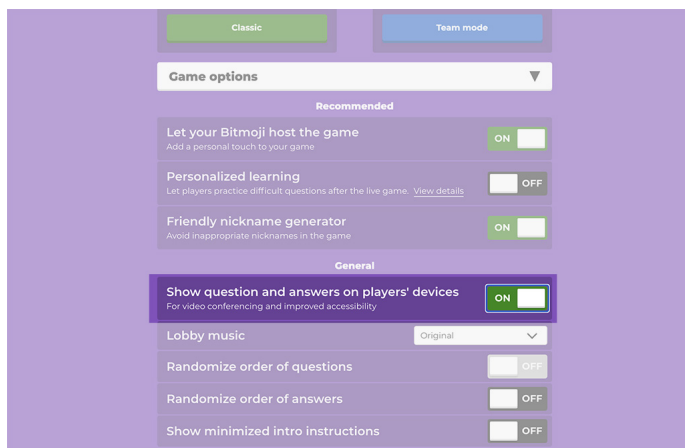 Classic
Team mode
Game options
Recommended
Let your Bitmoji host the game
Add a personal touch to your game
ON
Personalized learning
Let players practice difficult questions after the live game. View details
OFF
Friendly nickname generator
Avoid inappropriate nicknames in the game
ON
General
Show question and answers on players' devices
For video conferencing and improved accessibility
ON
Lobby music
Original
Randomize order of questions
OFF
Randomize order of answers
OFF
Show minimized intro instructions
OFF